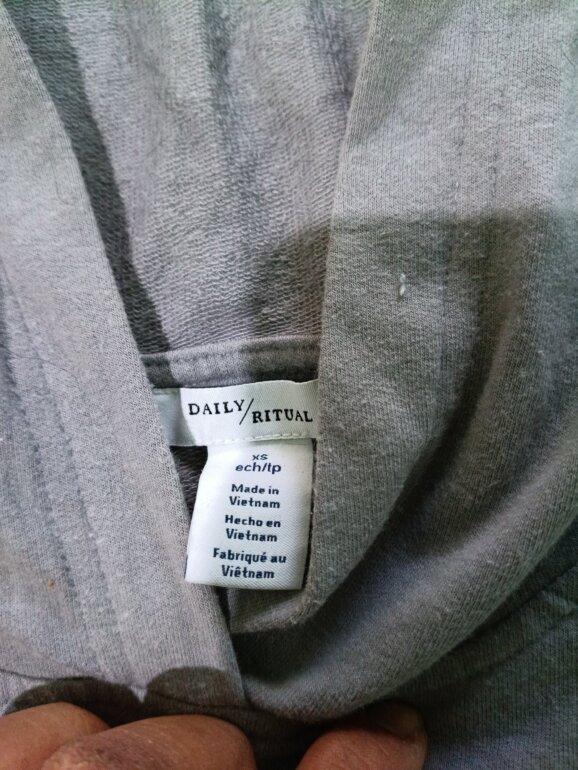 DAILY/RITUAL
xs
ech/tp
Made in
Vietnam
Hecho en
Vietnam
Fabriqué au
Viêtnam